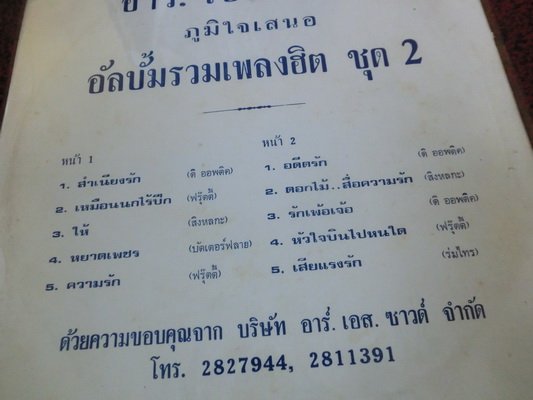 อาร์.
ภูมิใจเสนอ
อัลบั้มรวมเพลงฮิต ชุด 2
หน้า 1
1. สำเนียงรัก (ดิ ออพติค)
2. เหมือนนกไร้ปีก (ฟรุ๊ตตี้)
3. ให้ (สิงหลกะ)
4. หยาดเพชร (บัตเตอร์ฟลาย)
5. ความรัก (ฟรุ๊ตตี้)
หน้า 2
1. อดีตรัก (ดิ ออพติค)
2. ดอกไม้..สื่อความรัก (สิงหลกะ)
3. รักเพ้อเจ้อ (ดิ ออพติค)
4. หัวใจบินไปหนใด (ฟรุ๊ตตี้)
5. เสียแรงรัก (ร่มไทร)
ด้วยความขอบคุณจาก บริษัท อาร์.เอส.ซาวด์ จำกัด
โทร. 2827944, 2811391